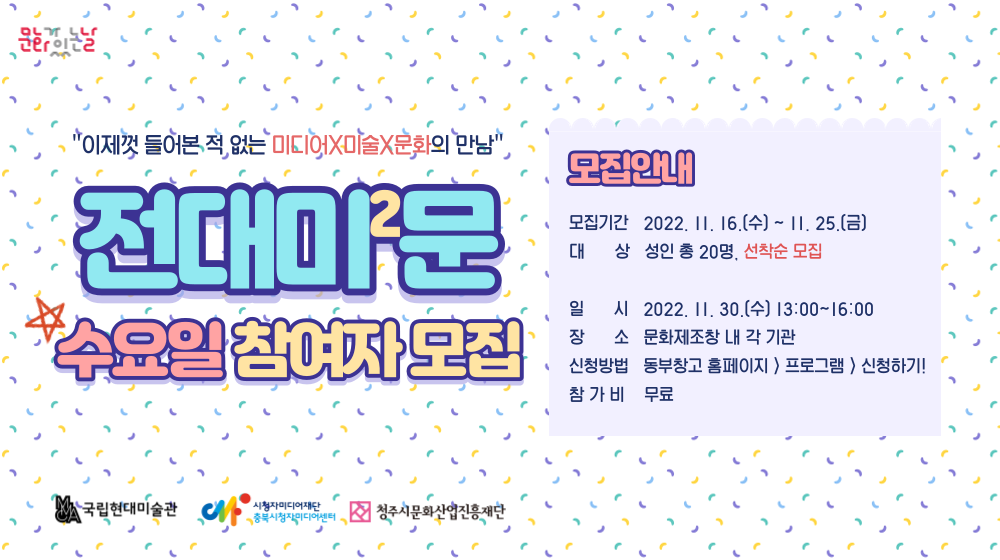 문화가 있는 날
"이제껏 들어본 적 없는 미디어X미술X문화의 만남"
전대미²문
수요일 참여자 모집
모집안내
모집기간 2022. 11. 16.(수) ~ 11. 25.(금)
대 상 성인 총 20명, 선착순 모집
일 시 2022. 11. 30.(수) 13:00~16:00
장 소 문화제조창 내 각 기관
신청방법 동부창고 홈페이지 > 프로그램 > 신청하기!
참 가 비 무료
MMCA 국립현대미술관
시청자미디어재단
충북시청자미디어센터
청주시문화산업진흥재단